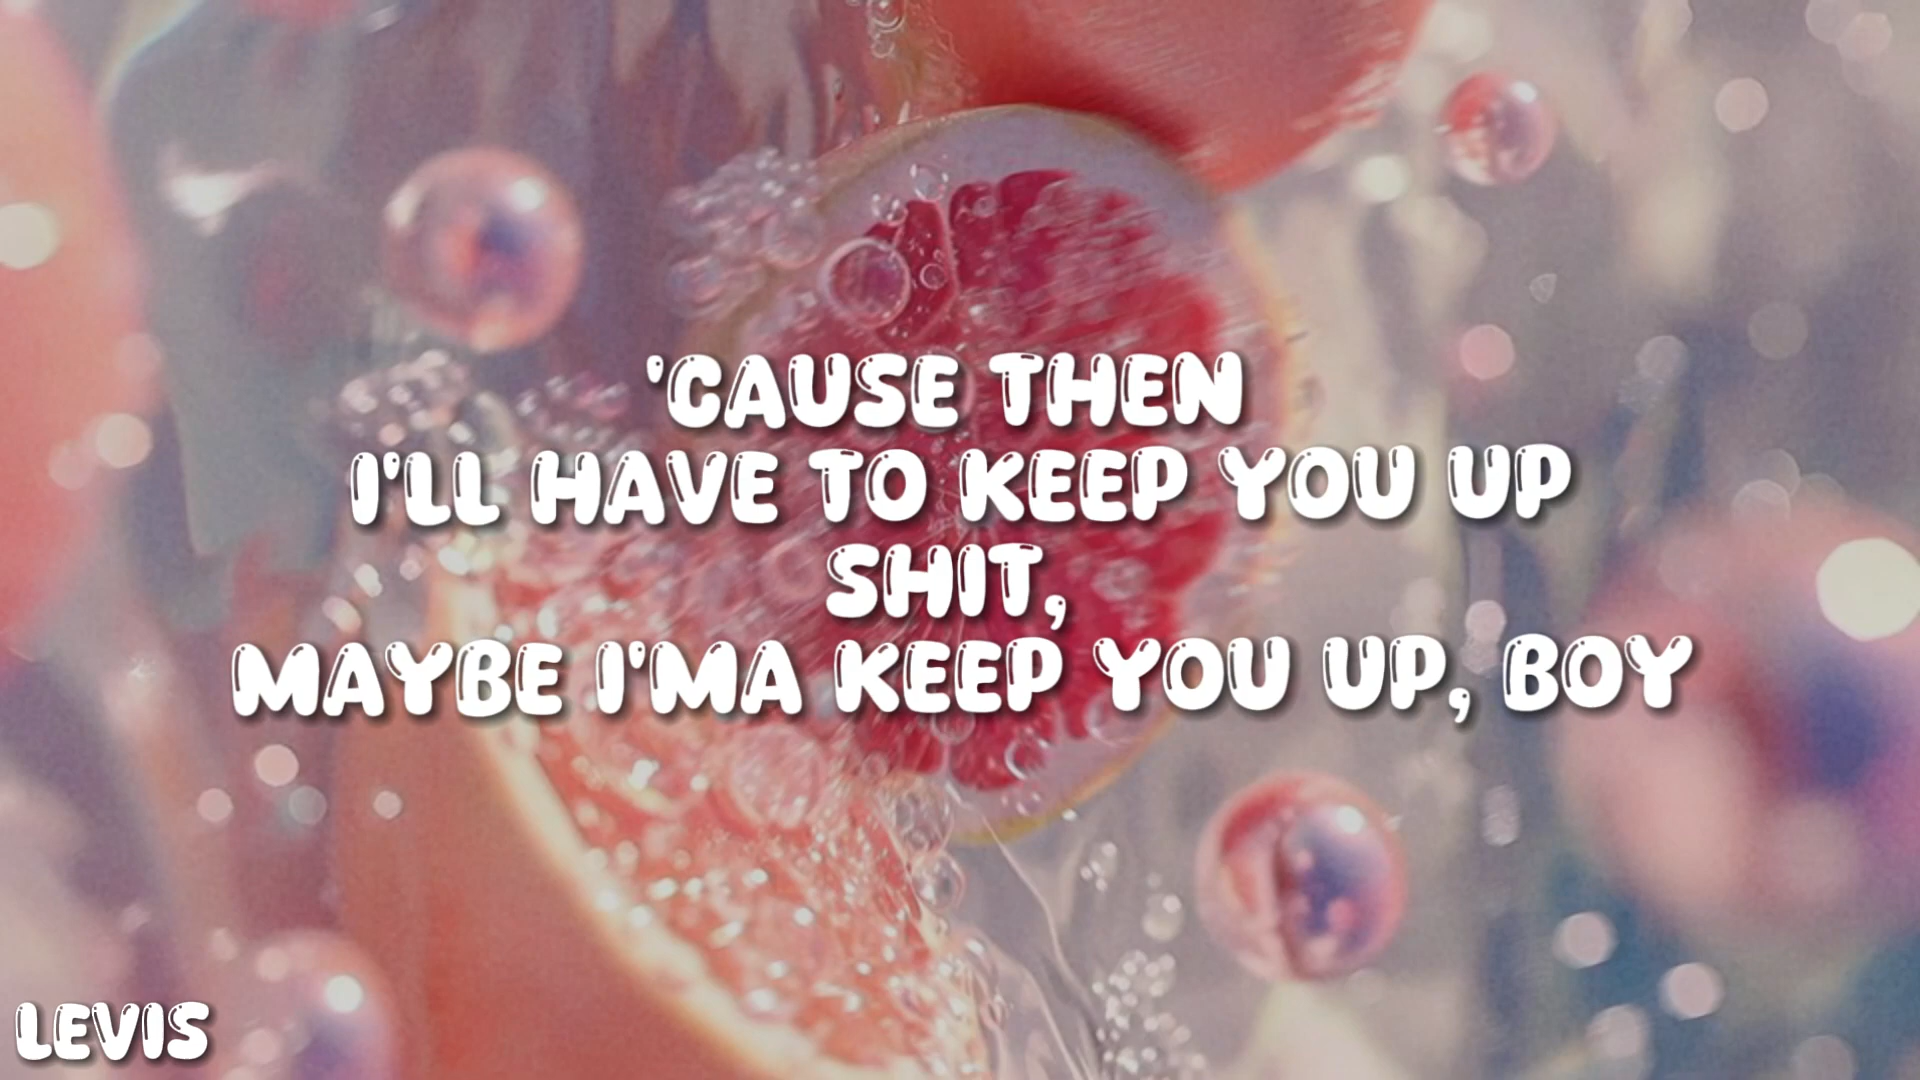 'CAUSE THEN
I'LL HAVE TO KEEP YOU UP
SHIT,
MAYBE I'MA KEEP YOU UP, BOY
LEVIS